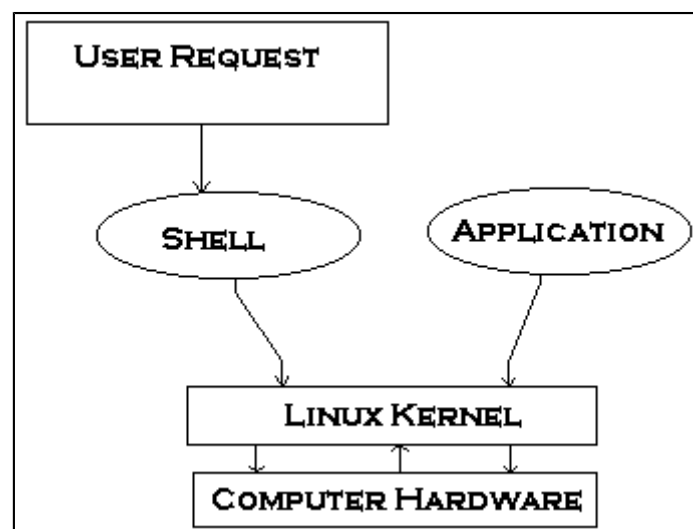 USER REQUEST
SHELL
APPLICATION
LINUX KERNEL
COMPUTER HARDWARE